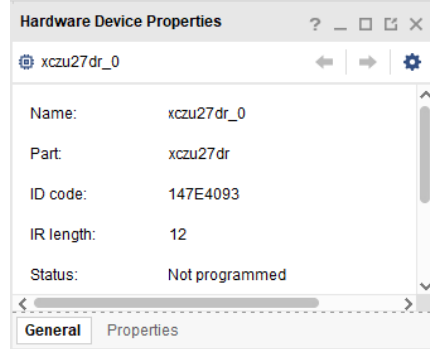 Hardware Device Properties
xczu27dr_0
Name: xczu27dr_0
Part: xczu27dr
ID code: 147E4093
IR length: 12
Status: Not programmed
General Properties